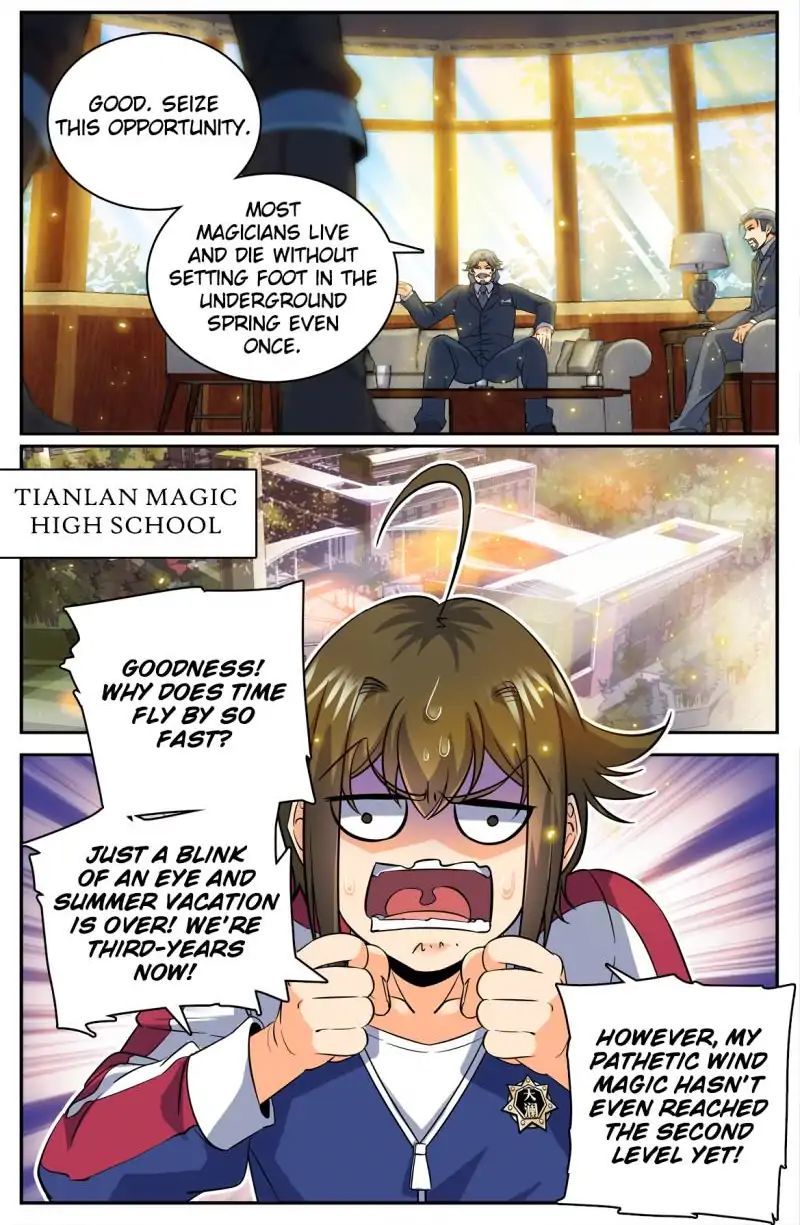 GOOD. SEIZE
THIS OPPORTUNITY.
MOST
MAGICIANS LIVE
AND DIE WITHOUT
SETTING FOOT IN THE
UNDERGROUND
SPRING EVEN
ONCE.
TIANLAN MAGIC
HIGH SCHOOL
GOODNESS!
WHY DOES TIME
FLY BY SO
FAST?
JUST A BLINK
OF AN EYE AND
SUMMER VACATION
IS OVER! WE'RE
THIRD-YEARS
NOW!
HOWEVER, MY
PATHETIC WIND
MAGIC HASN'T
EVEN REACHED
THE SECOND
LEVEL YET!
天
澜